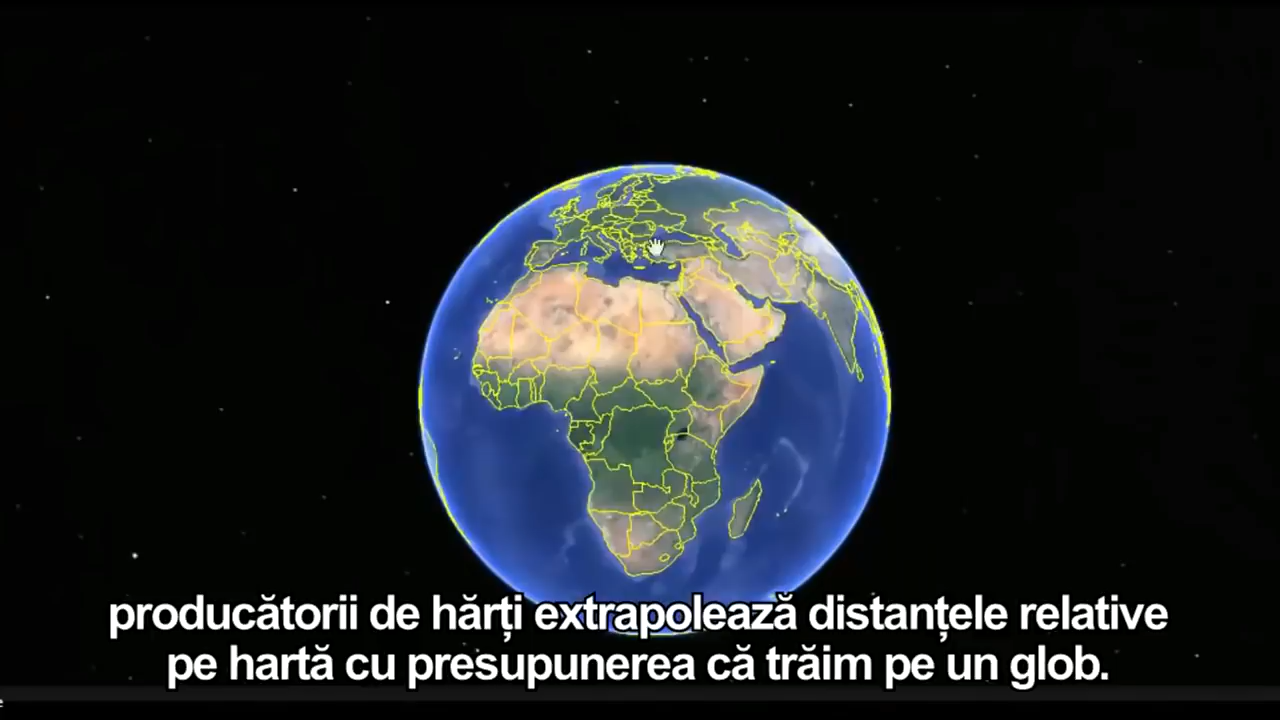 producătorii de hărți extrapolează distanțele relative
pe hartă cu presupunerea că trăim pe un glob.